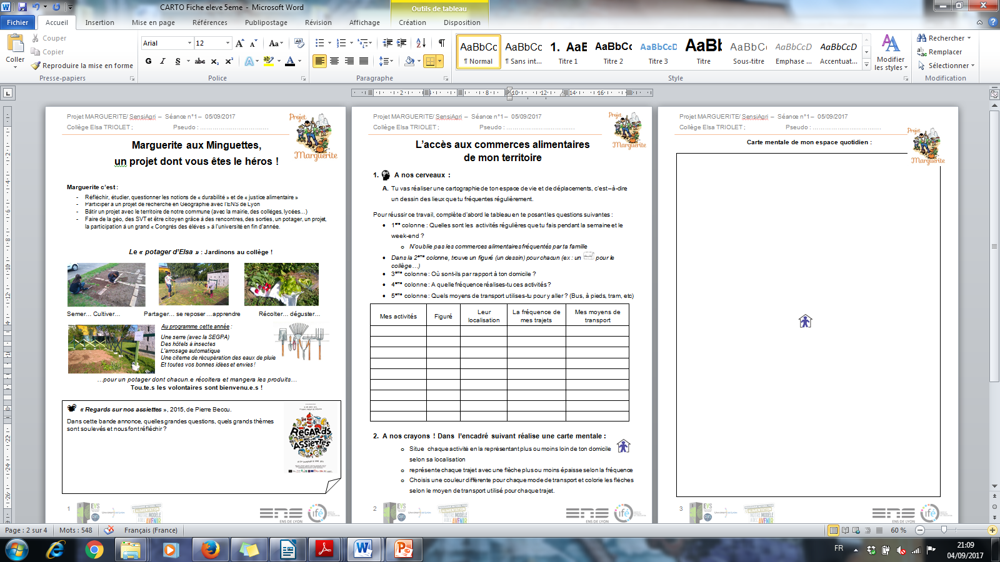 CARTO Fiche eleve 5eme - Microsoft Word
Outils de tableau
Fichier Accueil Insertion Mise en page Références Publipostage Révision Affichage Création Disposition
Coller
Couper
Copier
Reproduire la mise en forme
Presse-papiers
Arial 12
G I S abc x₂ x²
Police
Paragraphe
AaBbCc AaBbCc 1. AaB AaBbCc AaBbCcD AaBb AaBbCc AaBbCcD AaBbCcD
¶ Normal ¶ Sans int... Titre 1 Titre 2 Titre 3 Titre Sous-titre Emphase ... Accentuat...
Modifier les styles
Style
Rechercher
Remplacer
Sélectionner
Modification
Projet MARGUERITE/ SensiAgri – Séance n°1 – 05/09/2017
Collège Elsa TRIOLET ; Pseudo : ……………………………
Projet Marguerite
Marguerite aux Minguettes,
un projet dont vous êtes le héros !
Marguerite c'est :
- Réfléchir, étudier, questionner les notions de « durabilité » et de « justice alimentaire »
- Participer à un projet de recherche en Géographie avec l'ENS de Lyon
- Bâtir un projet avec le territoire de notre commune (avec la mairie, des collèges, lycées…)
- Faire de la géo, des SVT et être citoyen grâce à des rencontres, des sorties, un potager, un projet,
la participation à un grand « Congrès des élèves » à l'université en fin d'année.
Le « potager d'Elsa » : Jardinons au collège !
Semer… Cultiver… Partager… se reposer …apprendre Récolter… déguster…
Au programme cette année :
Une serre (avec la SEGPA)
Des hôtels à insectes
L'arrosage automatique
Une citerne de récupération des eaux de pluie
Et toutes vos bonnes idées et envies !
…pour un potager dont chacun.e récoltera et mangera les produits…
Tou.te.s les volontaires sont bienvenu.e.s !
« Regards sur nos assiettes », 2015, de Pierre Beccu.
Dans cette bande annonce, quelles grandes questions, quels grands thèmes
sont soulevés et nous font réfléchir ?
REGARDS
SUR NOS
ASSIETTES
1
EVS
ENS
ENS DE LYON
ifé
Projet MARGUERITE/ SensiAgri – Séance n°1 – 05/09/2017
Collège Elsa TRIOLET ; Pseudo : ……………………………
Projet Marguerite
L'accès aux commerces alimentaires
de mon territoire
1. A nos cerveaux :
A. Tu vas réaliser une cartographie de ton espace de vie et de déplacements, c'est–à-dire
un dessin des lieux que tu fréquentes régulièrement.
Pour réussir ce travail, complète d'abord le tableau en te posant les questions suivantes :
• 1ère colonne : Quelles sont les activités régulières que tu fais pendant la semaine et le
week-end ?
o N'oublie pas les commerces alimentaires fréquentés par ta famille
• Dans la 2ème colonne, trouve un figuré (un dessin) pour chacun (ex : un pour le
collège…)
• 3ème colonne : Où sont-ils par rapport à ton domicile ?
• 4ème colonne : A quelle fréquence réalises-tu ces activités ?
• 5ème colonne : Quels moyens de transport utilises-tu pour y aller ? (Bus, à pieds, tram, etc)
Mes activités Figuré Leur localisation La fréquence de mes trajets Mes moyens de transport
2. A nos crayons ! Dans l'encadré suivant réalise une carte mentale :
o Situe chaque activité en la représentant plus ou moins loin de ton domicile
selon sa localisation
o représente chaque trajet avec une flèche plus ou moins épaisse selon la fréquence
o Choisis une couleur différente pour chaque mode de transport et colorie les flèches
selon le moyen de transport utilisé pour chaque trajet.
2
EVS
ENS
ENS DE LYON
ifé
Projet MARGUERITE/ SensiAgri – Séance n°1 – 05/09/2017
Collège Elsa TRIOLET ; Pseudo : ……………………………
Projet Marguerite
Carte mentale de mon espace quotidien :
3
EVS
ENS
ENS DE LYON
ifé
Page : 2 sur 4 Mots : 548 Français (France) 60 %
FR 21:09
04/09/2017